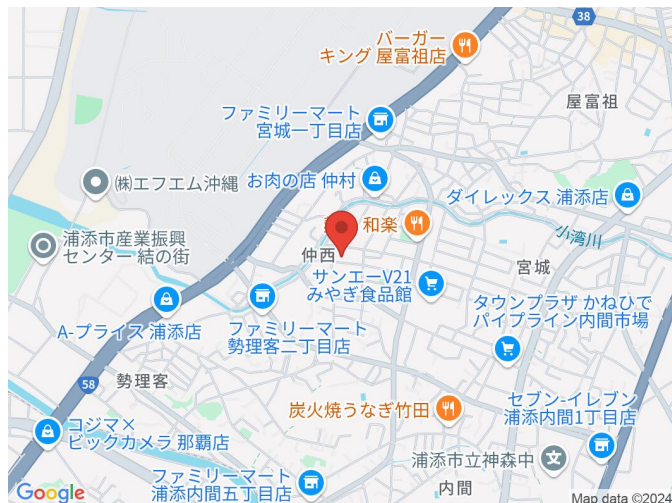 38
バーガー
キング 屋富祖店
屋富祖
ファミリーマート
宮城一丁目店
お肉の店 仲村
㈱エフエム沖縄
ダイレックス 浦添店
和楽
小湾川
浦添市産業振興
センター 結の街
仲西
宮城
サンエーV21
みやぎ食品館
A-プライス 浦添店
ファミリーマート
勢理客二丁目店
タウンプラザ かねひで
パイプライン内間市場
58
勢理客
セブン-イレブン
浦添内間1丁目店
炭火焼うなぎ竹田
コジマ×
ビックカメラ 那覇店
浦添市立神森中
ファミリーマート
浦添内間五丁目店
内間
Google
Map data ©2024